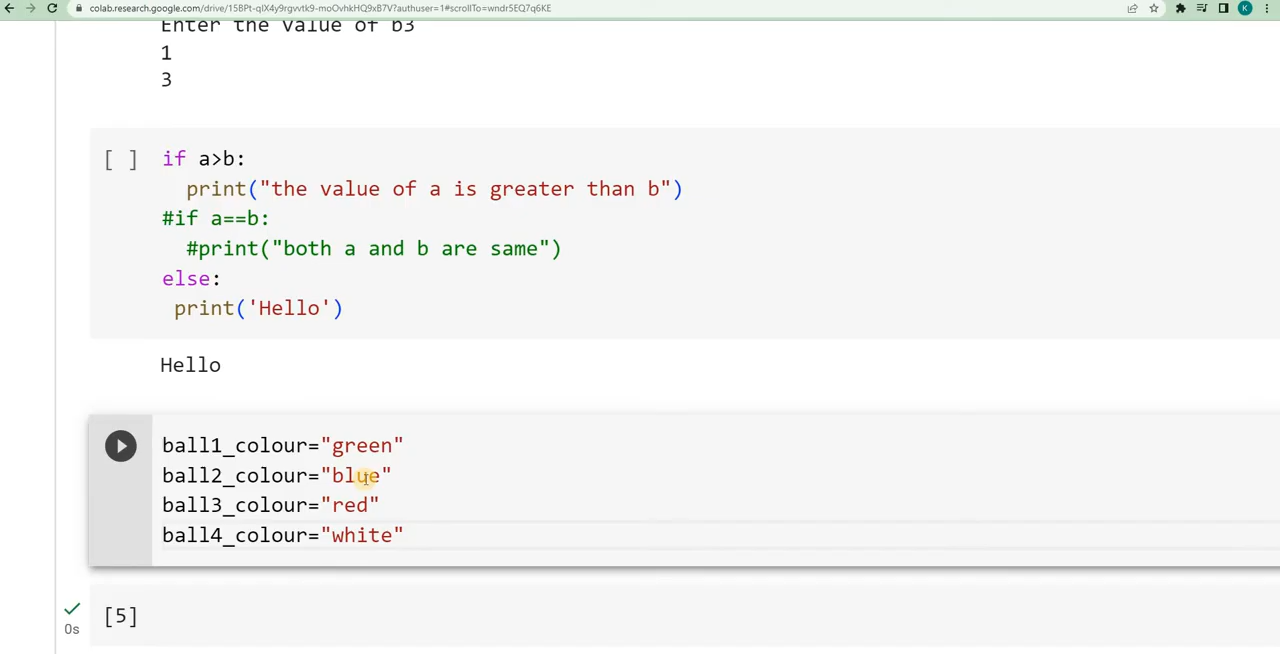 colab.research.google.com/drive/15BPt-qIX4y9rgvvtk9-moOvhkHQ9xB7V?authuser=1#scrollTo=wndr5EQ7q6KE
K
Enter the value of b3
1
3
[ ] if a>b:
print("the value of a is greater than b")
#if a==b:
#print("both a and b are same")
else:
print('Hello')
Hello
ball1_colour="green"
ball2_colour="blue"
ball3_colour="red"
ball4_colour="white"
[5]
0s